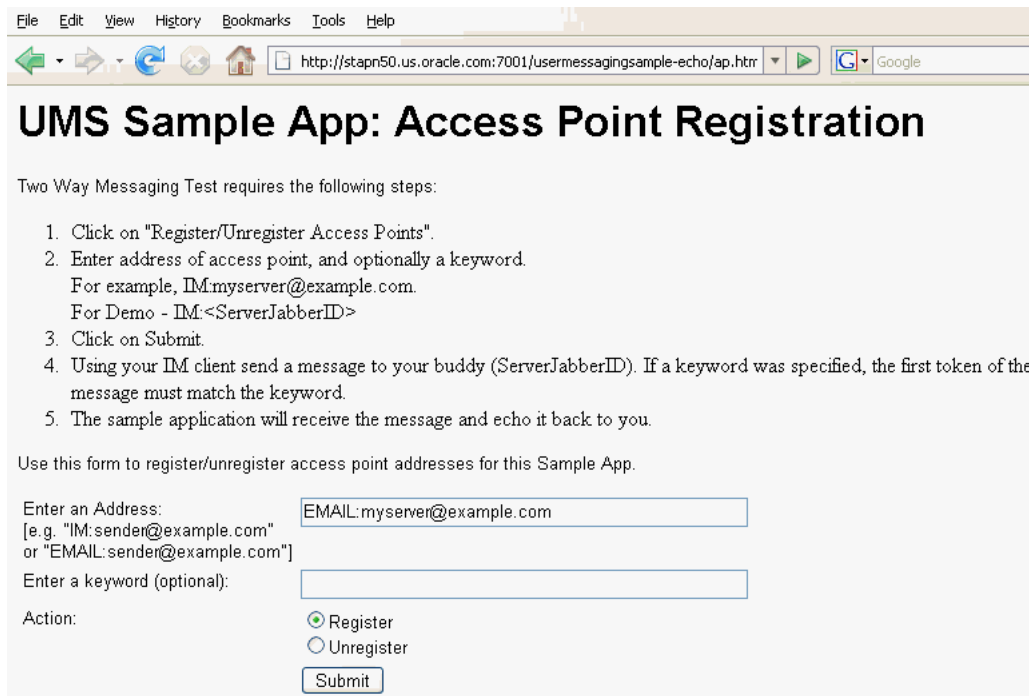 File Edit View History Bookmarks Tools Help
http://stapn50.us.oracle.com:7001/usermessagingsample-echo/ap.htm G Google
UMS Sample App: Access Point Registration
Two Way Messaging Test requires the following steps:
1. Click on "Register/Unregister Access Points".
2. Enter address of access point, and optionally a keyword.
For example, IM:myserver@example.com.
For Demo - IM:<ServerJabberID>
3. Click on Submit.
4. Using your IM client send a message to your buddy (ServerJabberID). If a keyword was specified, the first token of the
message must match the keyword.
5. The sample application will receive the message and echo it back to you.
Use this form to register/unregister access point addresses for this Sample App.
Enter an Address: EMAIL:myserver@example.com
[e.g. "IM:sender@example.com"
or "EMAIL:sender@example.com"]
Enter a keyword (optional):
Action: Register
Unregister
Submit